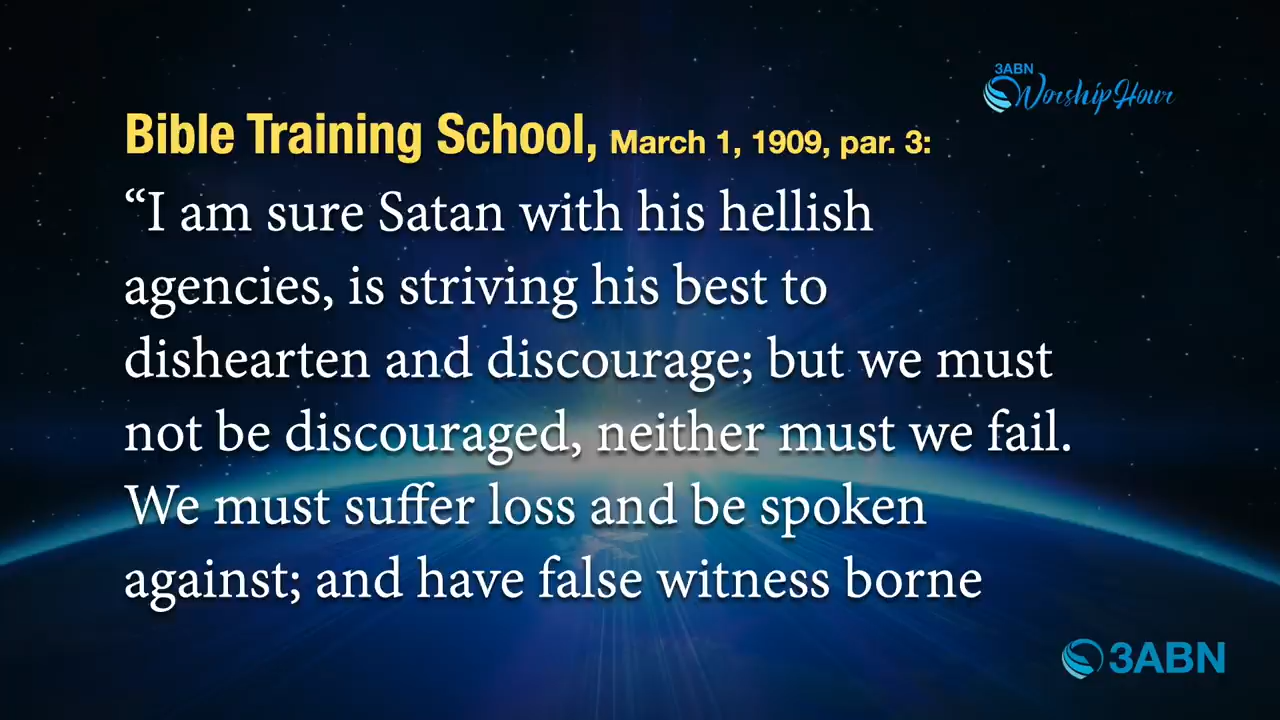 3ABN
Worship Hour
Bible Training School, March 1, 1909, par. 3:
“I am sure Satan with his hellish
agencies, is striving his best to
dishearten and discourage; but we must
not be discouraged, neither must we fail.
We must suffer loss and be spoken
against; and have false witness borne
3ABN